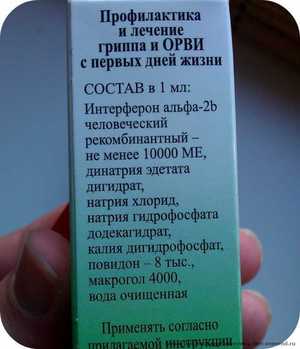 Профилактика
и лечение
гриппа и ОРВИ
с первых дней жизни
СОСТАВ в 1 мл:
Интерферон альфа-2b
человеческий
рекомбинантный –
не менее 10000 МЕ,
динатрия эдетата
дигидрат,
натрия хлорид,
натрия гидрофосфата
додекагидрат,
калия дигидрофосфат,
повидон – 8 тыс.,
макрогол 4000,
вода очищенная
Применять согласно
прилагаемой инструкции